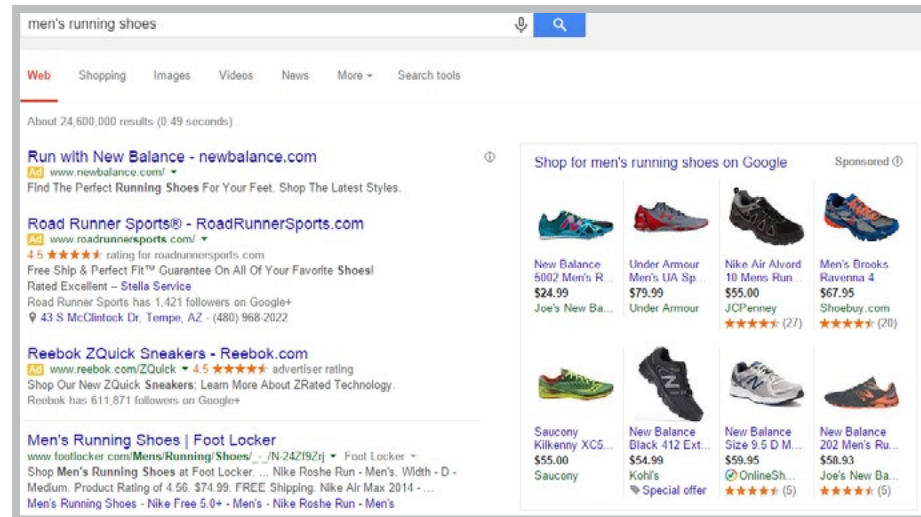 men's running shoes
Web Shopping Images Videos News More Search tools
About 24,600,000 results (0.49 seconds)
Run with New Balance - newbalance.com
Ad www.newbalance.com/
Find The Perfect Running Shoes For Your Feet. Shop The Latest Styles.
Road Runner Sports® - RoadRunnerSports.com
Ad www.roadrunnersports.com/
4.5 ★★★★★ rating for roadrunnersports.com
Free Ship & Perfect Fit™ Guarantee On All Of Your Favorite Shoes!
Rated Excellent – Stella Service
Road Runner Sports has 1,421 followers on Google+
43 S McClintock Dr, Tempe, AZ - (480) 968-2022
Reebok ZQuick Sneakers - Reebok.com
Ad www.reebok.com/ZQuick 4.5 ★★★★★ advertiser rating
Shop Our New ZQuick Sneakers; Learn More About ZRated Technology.
Reebok has 611,871 followers on Google+
Men's Running Shoes | Foot Locker
www.footlocker.com/Mens/Running/Shoes/_-_/N-24Zf9Zrj Foot Locker
Shop Men's Running Shoes at Foot Locker. ... Nike Roshe Run - Men's. Width - D -
Medium. Product Rating of 4.56. $74.99. FREE Shipping. Nike Air Max 2014 - ...
Men's Running Shoes - Nike Free 5.0+ - Men's - Nike Roshe Run - Men's
Shop for men's running shoes on Google
Sponsored
New Balance
5002 Men's R...
$24.99
Joe's New Ba...
Under Armour
Men's UA Sp...
$79.99
Under Armour
Nike Air Alvord
10 Mens Run...
$55.00
JCPenney
★★★★★ (27)
Men's Brooks
Ravenna 4
$67.95
Shoebuy.com
★★★★★ (20)
Saucony
Kilkenny XC5...
$55.00
Saucony
New Balance
Black 412 Ext...
$54.99
Kohl's
Special offer
New Balance
Size 9.5 D M...
$59.95
OnlineSh...
★★★★★ (5)
New Balance
202 Men's Ru...
$58.93
Joe's New Ba...
★★★★★ (5)